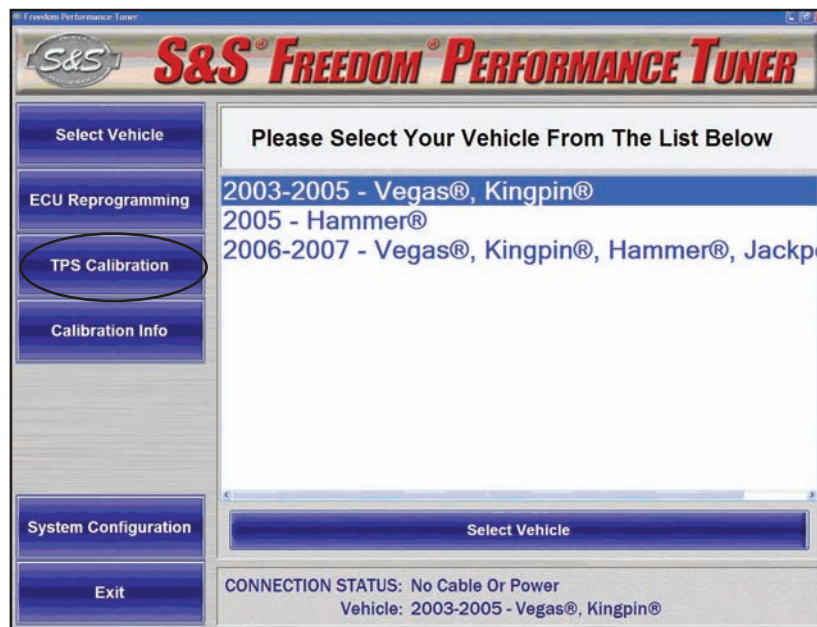 Freedom Performance Tuner
S&S® S&S® FREEDOM® PERFORMANCE TUNER
Select Vehicle
ECU Reprogramming
TPS Calibration
Calibration Info
System Configuration
Exit
Please Select Your Vehicle From The List Below
2003-2005 - Vegas®, Kingpin®
2005 - Hammer®
2006-2007 - Vegas®, Kingpin®, Hammer®, Jackp
Select Vehicle
CONNECTION STATUS: No Cable Or Power
Vehicle: 2003-2005 - Vegas®, Kingpin®